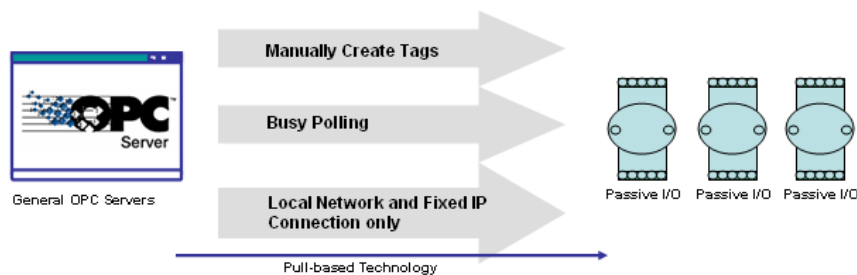 Manually Create Tags
OPC™
Server
Busy Polling
General OPC Servers
Local Network and Fixed IP
Connection only
Passive I/O Passive I/O Passive I/O
Pull-based Technology